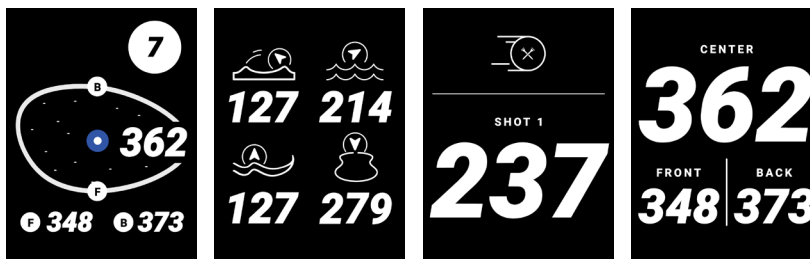 7
B
362
F
F 348 B 373
127 214
127 279
SHOT 1
237
CENTER
362
FRONT BACK
348 373